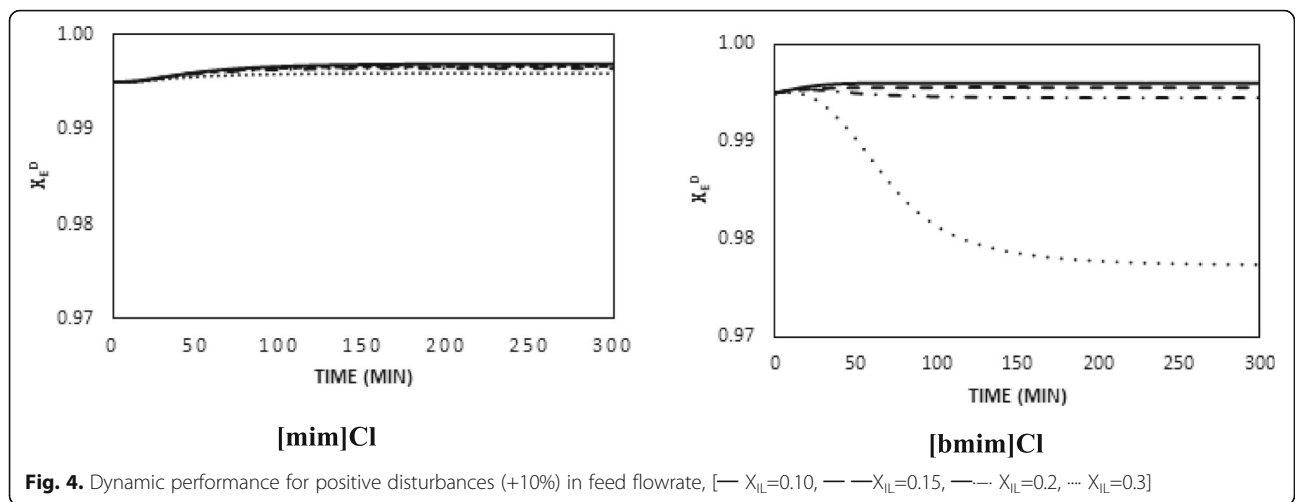 1.00
0.99
0.98
0.97
X_E^D
0 50 100 150 200 250 300
TIME (MIN)
[mim]Cl
1.00
0.99
0.98
0.97
X_E^D
0 50 100 150 200 250 300
TIME (MIN)
[bmim]Cl
Fig. 4. Dynamic performance for positive disturbances (+10%) in feed flowrate, [— X_IL=0.10, — —X_IL=0.15, —·–· X_IL=0.2, ···· X_IL=0.3]